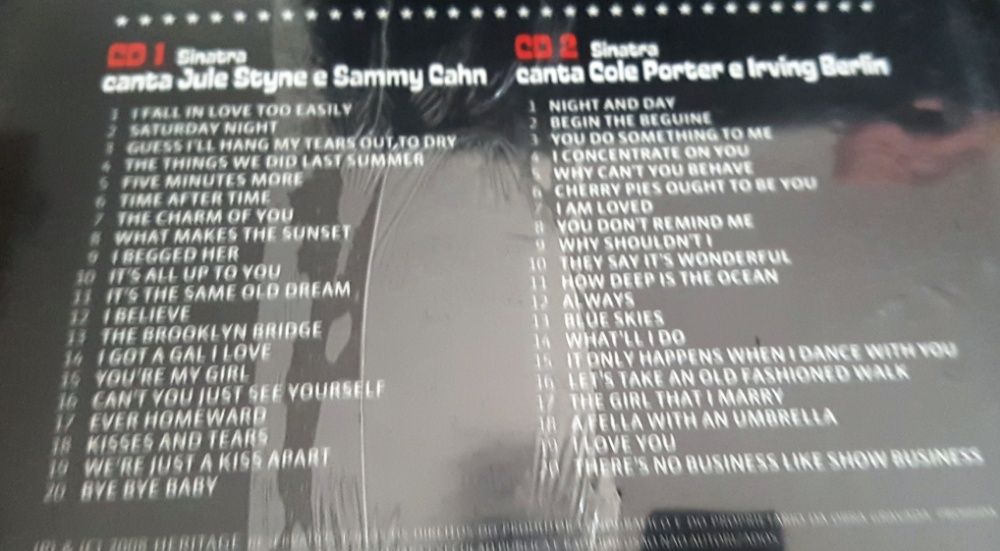 CD 1 Sinatra
canta Jule Styne e Sammy Cahn
1 I FALL IN LOVE TOO EASILY
2 SATURDAY NIGHT
3 GUESS I'LL HANG MY TEARS OUT TO DRY
4 THE THINGS WE DID LAST SUMMER
5 FIVE MINUTES MORE
6 TIME AFTER TIME
7 THE CHARM OF YOU
8 WHAT MAKES THE SUNSET
9 I BEGGED HER
10 IT'S ALL UP TO YOU
11 IT'S THE SAME OLD DREAM
12 I BELIEVE
13 THE BROOKLYN BRIDGE
14 I GOT A GAL I LOVE
15 YOU'RE MY GIRL
16 CAN'T YOU JUST SEE YOURSELF
17 EVER HOMEWARD
18 KISSES AND TEARS
19 WE'RE JUST A KISS APART
20 BYE BYE BABY
CD 2 Sinatra
canta Cole Porter e Irving Berlin
1 NIGHT AND DAY
2 BEGIN THE BEGUINE
3 YOU DO SOMETHING TO ME
4 I CONCENTRATE ON YOU
5 WHY CAN'T YOU BEHAVE
6 CHERRY PIES OUGHT TO BE YOU
7 I AM LOVED
8 YOU DON'T REMIND ME
9 WHY SHOULDN'T I
10 THEY SAY IT'S WONDERFUL
11 HOW DEEP IS THE OCEAN
12 ALWAYS
13 BLUE SKIES
14 WHAT'LL I DO
15 IT ONLY HAPPENS WHEN I DANCE WITH YOU
16 LET'S TAKE AN OLD FASHIONED WALK
17 THE GIRL THAT I MARRY
18 A FELLA WITH AN UMBRELLA
19 I LOVE YOU
20 THERE'S NO BUSINESS LIKE SHOW BUSINESS
(P) & (C) 2008 HERITAGE DIREITOS DO E DO DA OBRA
NÃO AUTORIZADOS